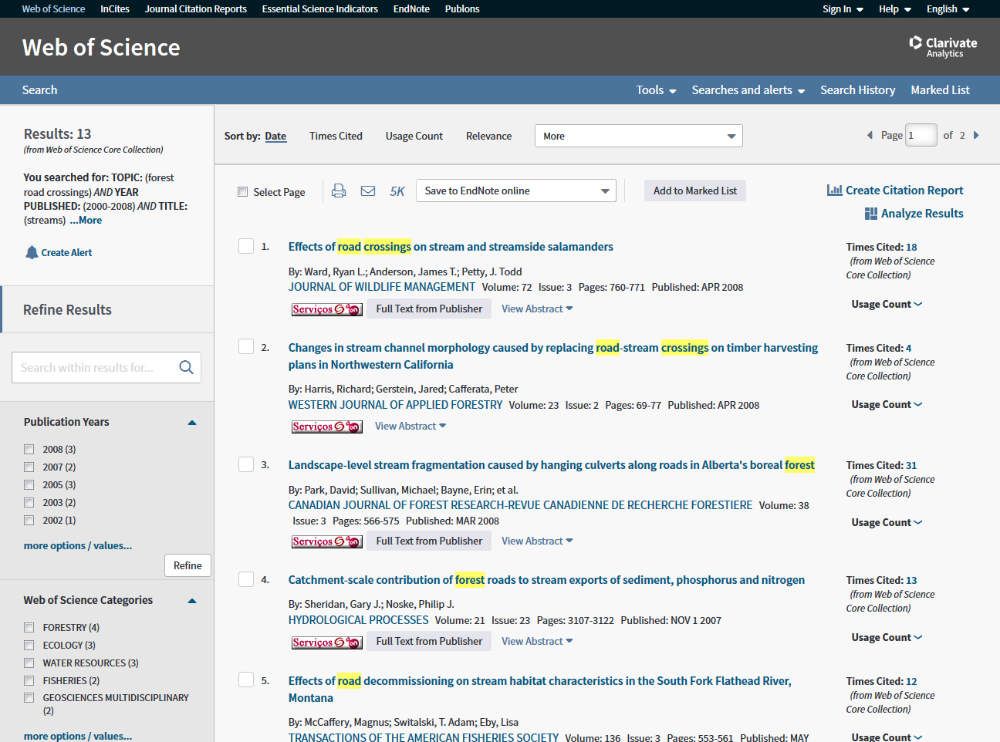 Web of Science InCites Journal Citation Reports Essential Science Indicators EndNote Publons Sign In Help English
Web of Science
Clarivate
Analytics
Search Tools Searches and alerts Search History Marked List
Results: 13
(from Web of Science Core Collection)
You searched for: TOPIC: (forest
road crossings) AND YEAR
PUBLISHED: (2000-2008) AND TITLE:
(streams) ...More
Create Alert
Refine Results
Search within results for...
Publication Years
2008 (3)
2007 (2)
2005 (3)
2003 (2)
2002 (1)
more options / values...
Refine
Web of Science Categories
FORESTRY (4)
ECOLOGY (3)
WATER RESOURCES (3)
FISHERIES (2)
GEOSCIENCES MULTIDISCIPLINARY
(2)
more options / values...
Sort by: Date Times Cited Usage Count Relevance More Page 1 of 2
Select Page 5K Save to EndNote online Add to Marked List
Create Citation Report
Analyze Results
1. Effects of road crossings on stream and streamside salamanders
By: Ward, Ryan L.; Anderson, James T.; Petty, J. Todd
JOURNAL OF WILDLIFE MANAGEMENT Volume: 72 Issue: 3 Pages: 760-771 Published: APR 2008
Serviços on Full Text from Publisher View Abstract
Times Cited: 18
(from Web of Science
Core Collection)
Usage Count
2. Changes in stream channel morphology caused by replacing road-stream crossings on timber harvesting
plans in Northwestern California
By: Harris, Richard; Gerstein, Jared; Cafferata, Peter
WESTERN JOURNAL OF APPLIED FORESTRY Volume: 23 Issue: 2 Pages: 69-77 Published: APR 2008
Serviços on View Abstract
Times Cited: 4
(from Web of Science
Core Collection)
Usage Count
3. Landscape-level stream fragmentation caused by hanging culverts along roads in Alberta's boreal forest
By: Park, David; Sullivan, Michael; Bayne, Erin; et al.
CANADIAN JOURNAL OF FOREST RESEARCH-REVUE CANADIENNE DE RECHERCHE FORESTIERE Volume: 38
Issue: 3 Pages: 566-575 Published: MAR 2008
Serviços on Full Text from Publisher View Abstract
Times Cited: 31
(from Web of Science
Core Collection)
Usage Count
4. Catchment-scale contribution of forest roads to stream exports of sediment, phosphorus and nitrogen
By: Sheridan, Gary J.; Noske, Philip J.
HYDROLOGICAL PROCESSES Volume: 21 Issue: 23 Pages: 3107-3122 Published: NOV 1 2007
Serviços on Full Text from Publisher View Abstract
Times Cited: 13
(from Web of Science
Core Collection)
Usage Count
5. Effects of road decommissioning on stream habitat characteristics in the South Fork Flathead River,
Montana
By: McCaffery, Magnus; Switalski, T. Adam; Eby, Lisa
TRANSACTIONS OF THE AMERICAN FISHERIES SOCIETY Volume: 136 Issue: 3 Pages: 553-561 Published: MAY
Times Cited: 12
(from Web of Science
Core Collection)
Usage Count